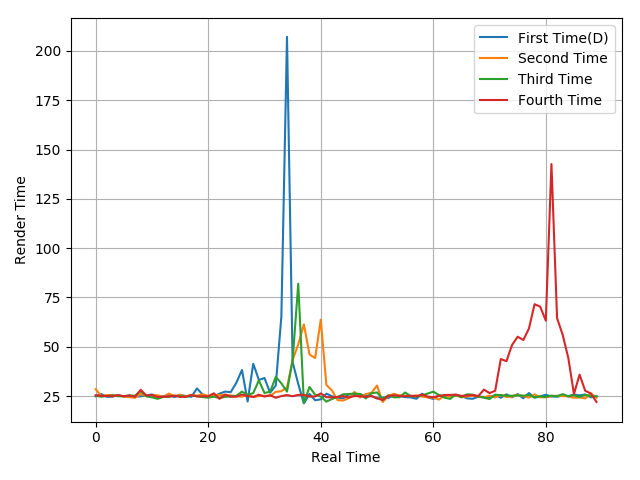 First Time(D)
Second Time
Third Time
Fourth Time
Render Time
200
175
150
125
100
75
50
25
0 20 40 60 80
Real Time